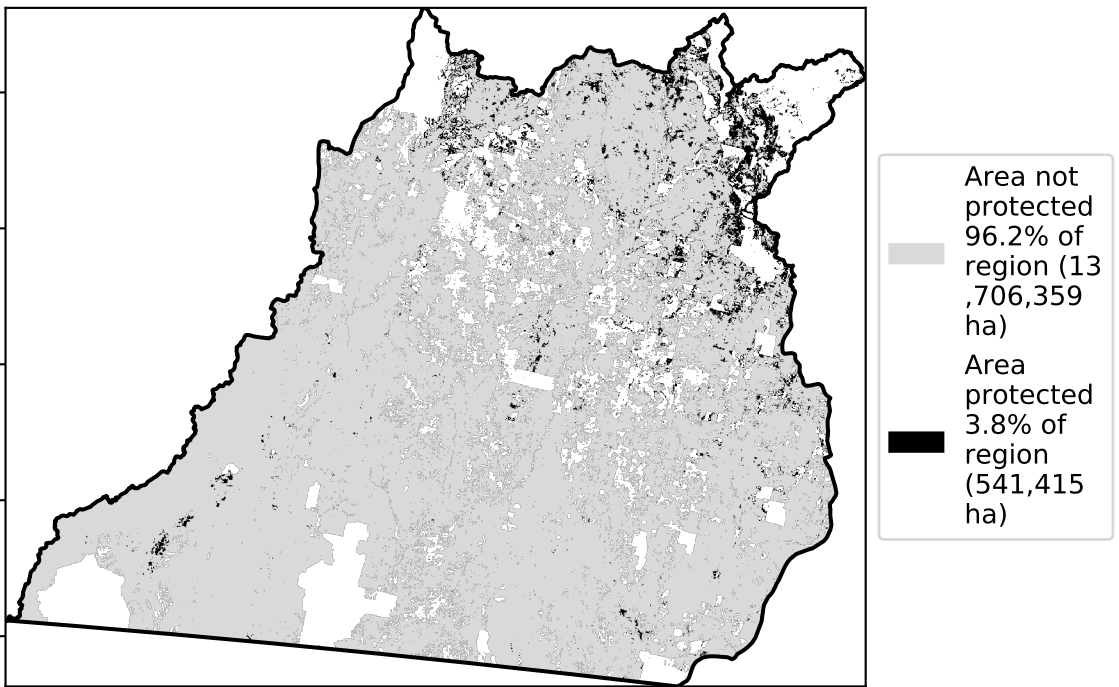 Area not
protected
96.2% of
region (13
,706,359
ha)
Area
protected
3.8% of
region
(541,415
ha)